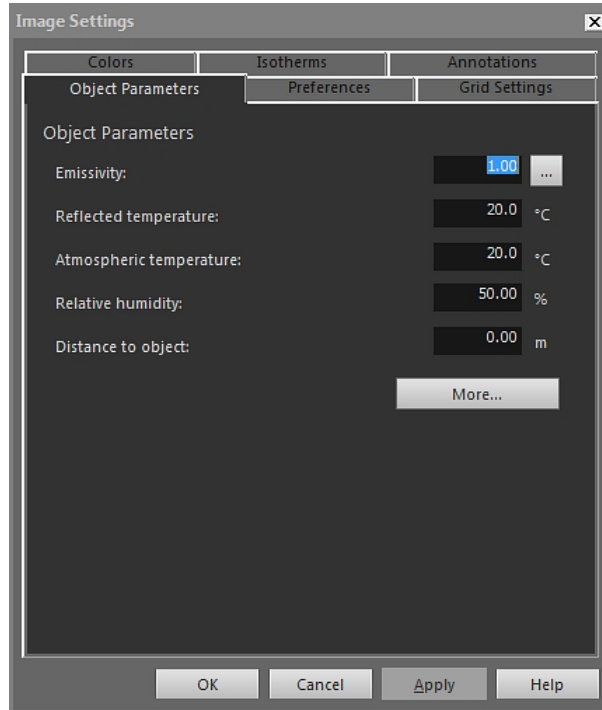 Image Settings
Colors Isotherms Annotations
Object Parameters Preferences Grid Settings
Object Parameters
Emissivity: 1.00 ...
Reflected temperature: 20.0 °C
Atmospheric temperature: 20.0 °C
Relative humidity: 50.00 %
Distance to object: 0.00 m
More...
OK Cancel Apply Help